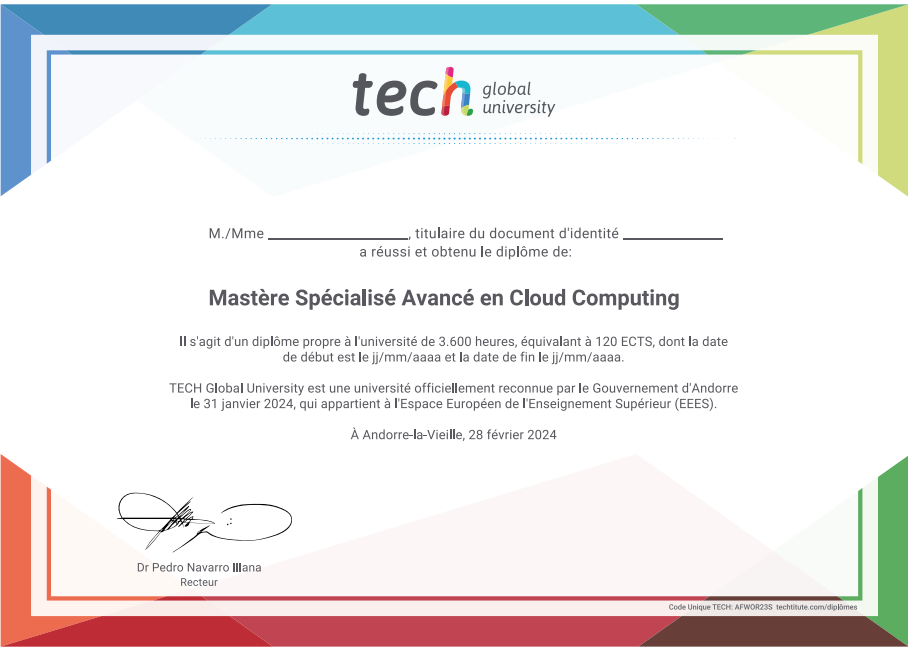 tech global university
M./Mme ____________________, titulaire du document d'identité ______________
a réussi et obtenu le diplôme de:
Mastère Spécialisé Avancé en Cloud Computing
Il s'agit d'un diplôme propre à l'université de 3.600 heures, équivalant à 120 ECTS, dont la date
de début est le jj/mm/aaaa et la date de fin le jj/mm/aaaa.
TECH Global University est une université officiellement reconnue par le Gouvernement d'Andorre
le 31 janvier 2024, qui appartient à l'Espace Européen de l'Enseignement Supérieur (EEES).
À Andorre-la-Vieille, 28 février 2024
Dr Pedro Navarro Illana
Recteur
Code Unique TECH: AFWOR23S techtitute.com/diplômes